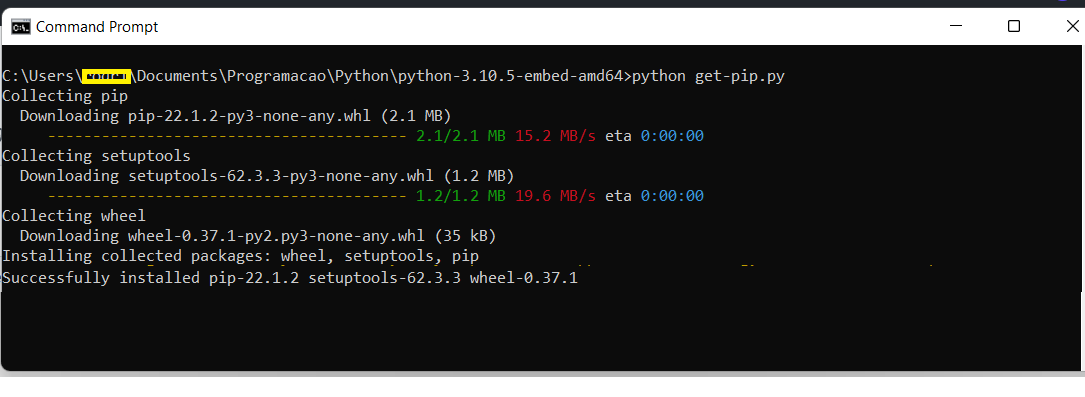 Command Prompt
C:\Users\ \Documents\Programacao\Python\python-3.10.5-embed-amd64>python get-pip.py
Collecting pip
  Downloading pip-22.1.2-py3-none-any.whl (2.1 MB)
     ---------------------------------------- 2.1/2.1 MB 15.2 MB/s eta 0:00:00
Collecting setuptools
  Downloading setuptools-62.3.3-py3-none-any.whl (1.2 MB)
     ---------------------------------------- 1.2/1.2 MB 19.6 MB/s eta 0:00:00
Collecting wheel
  Downloading wheel-0.37.1-py2.py3-none-any.whl (35 kB)
Installing collected packages: wheel, setuptools, pip
Successfully installed pip-22.1.2 setuptools-62.3.3 wheel-0.37.1